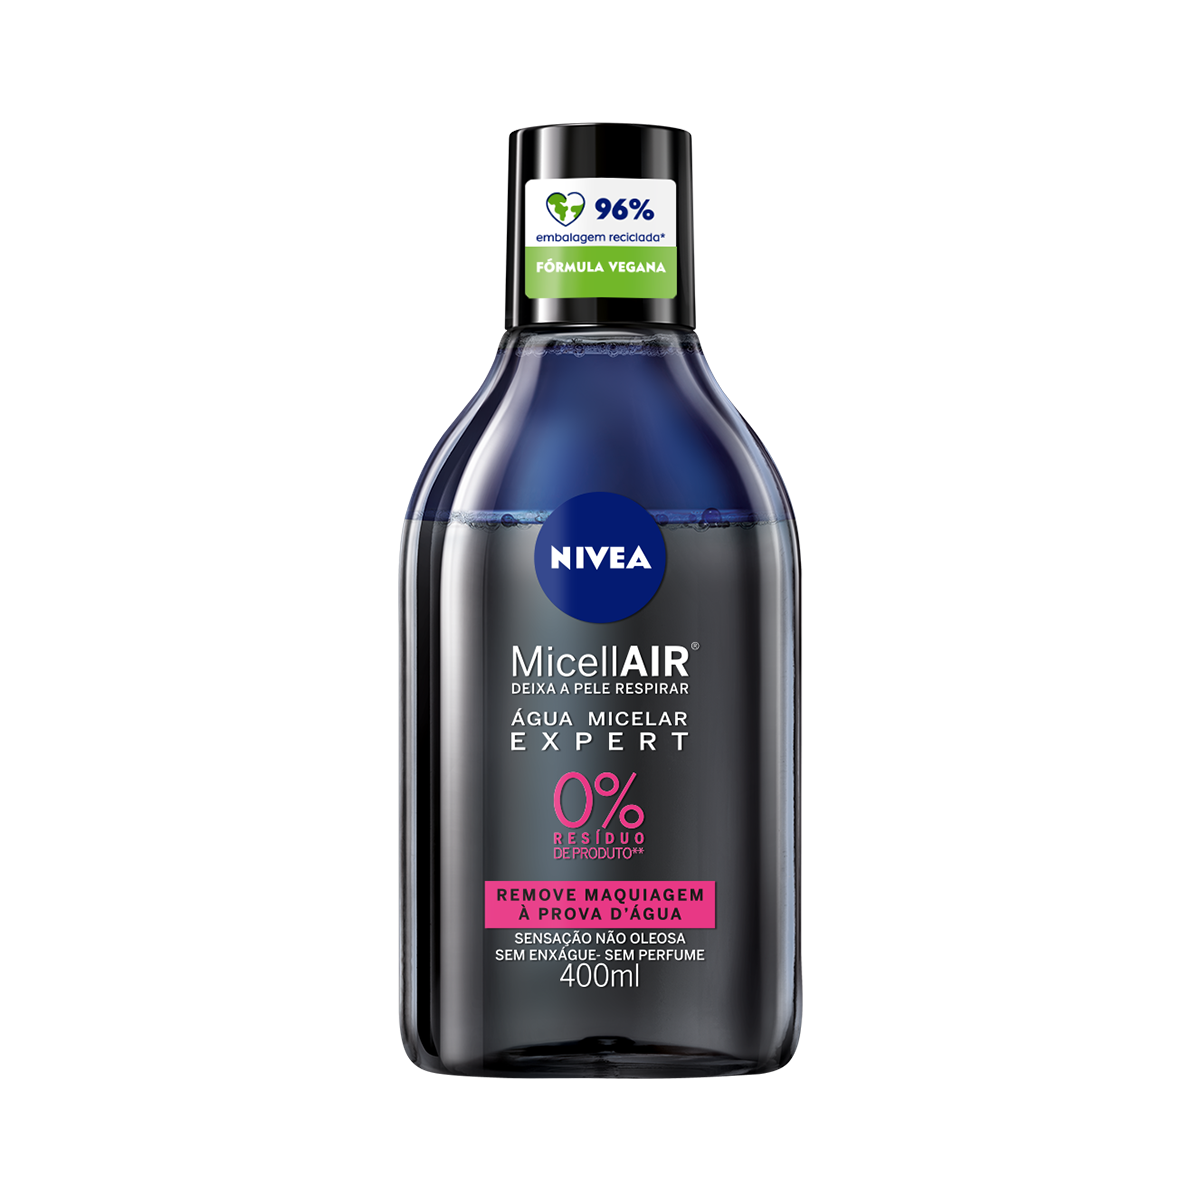 96%
embalagem reciclada*
FÓRMULA VEGANA
NIVEA
MicellAIR®
DEIXA A PELE RESPIRAR
ÁGUA MICELAR
EXPERT
0%
RESÍDUO
DE PRODUTO**
REMOVE MAQUIAGEM
À PROVA D'ÁGUA
SENSAÇÃO NÃO OLEOSA
SEM ENXÁGUE- SEM PERFUME
400ml